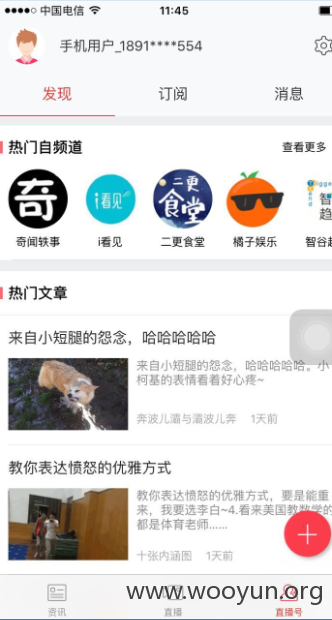 中国电信
11:45
手机用户_1891****554
发现
订阅
消息
热门自频道
查看更多
奇
i看见
二更
食堂
奇闻轶事
i看见
二更食堂
橘子娱乐
智谷趋
智
趋
热门文章
来自小短腿的怨念，哈哈哈哈哈
来自小短腿的怨念，哈哈哈哈哈。小
柯基的表情看着好心疼~
奔波儿灞与灞波儿奔
1天前
教你表达愤怒的优雅方式
教你表达愤怒的优雅方式，要是能重
来，我要选李白~4.看来美国教数学的
都是体育老师......
十张内涵图
1天前
www.wooyun.org
资讯
直播
直播号